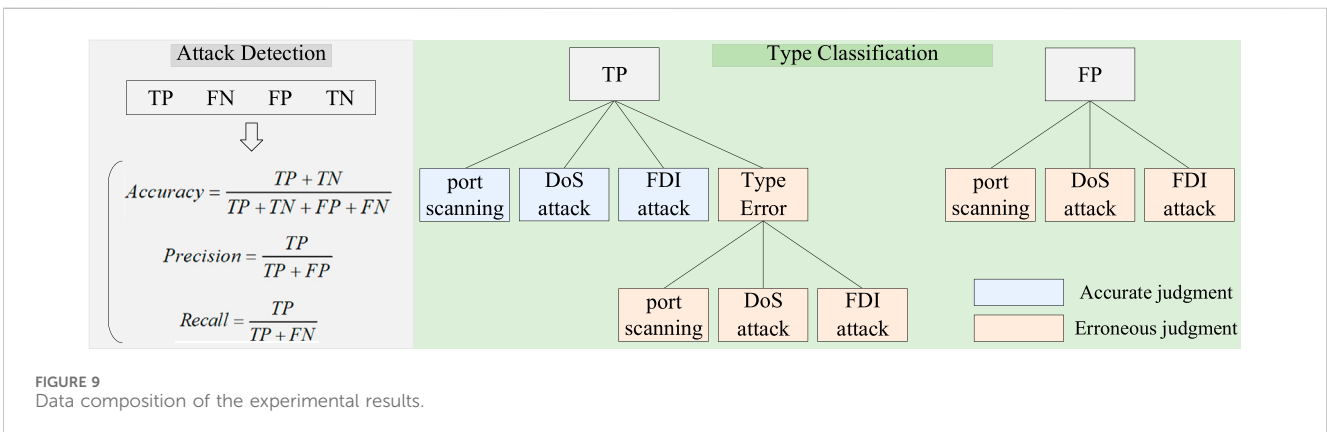 Attack Detection
TP FN FP TN
Accuracy = (TP + TN) / (TP + TN + FP + FN)
Precision = TP / (TP + FP)
Recall = TP / (TP + FN)
Type Classification
TP
port
scanning
DoS
attack
FDI
attack
Type
Error
port
scanning
DoS
attack
FDI
attack
FP
port
scanning
DoS
attack
FDI
attack
Accurate judgment
Erroneous judgment
FIGURE 9
Data composition of the experimental results.